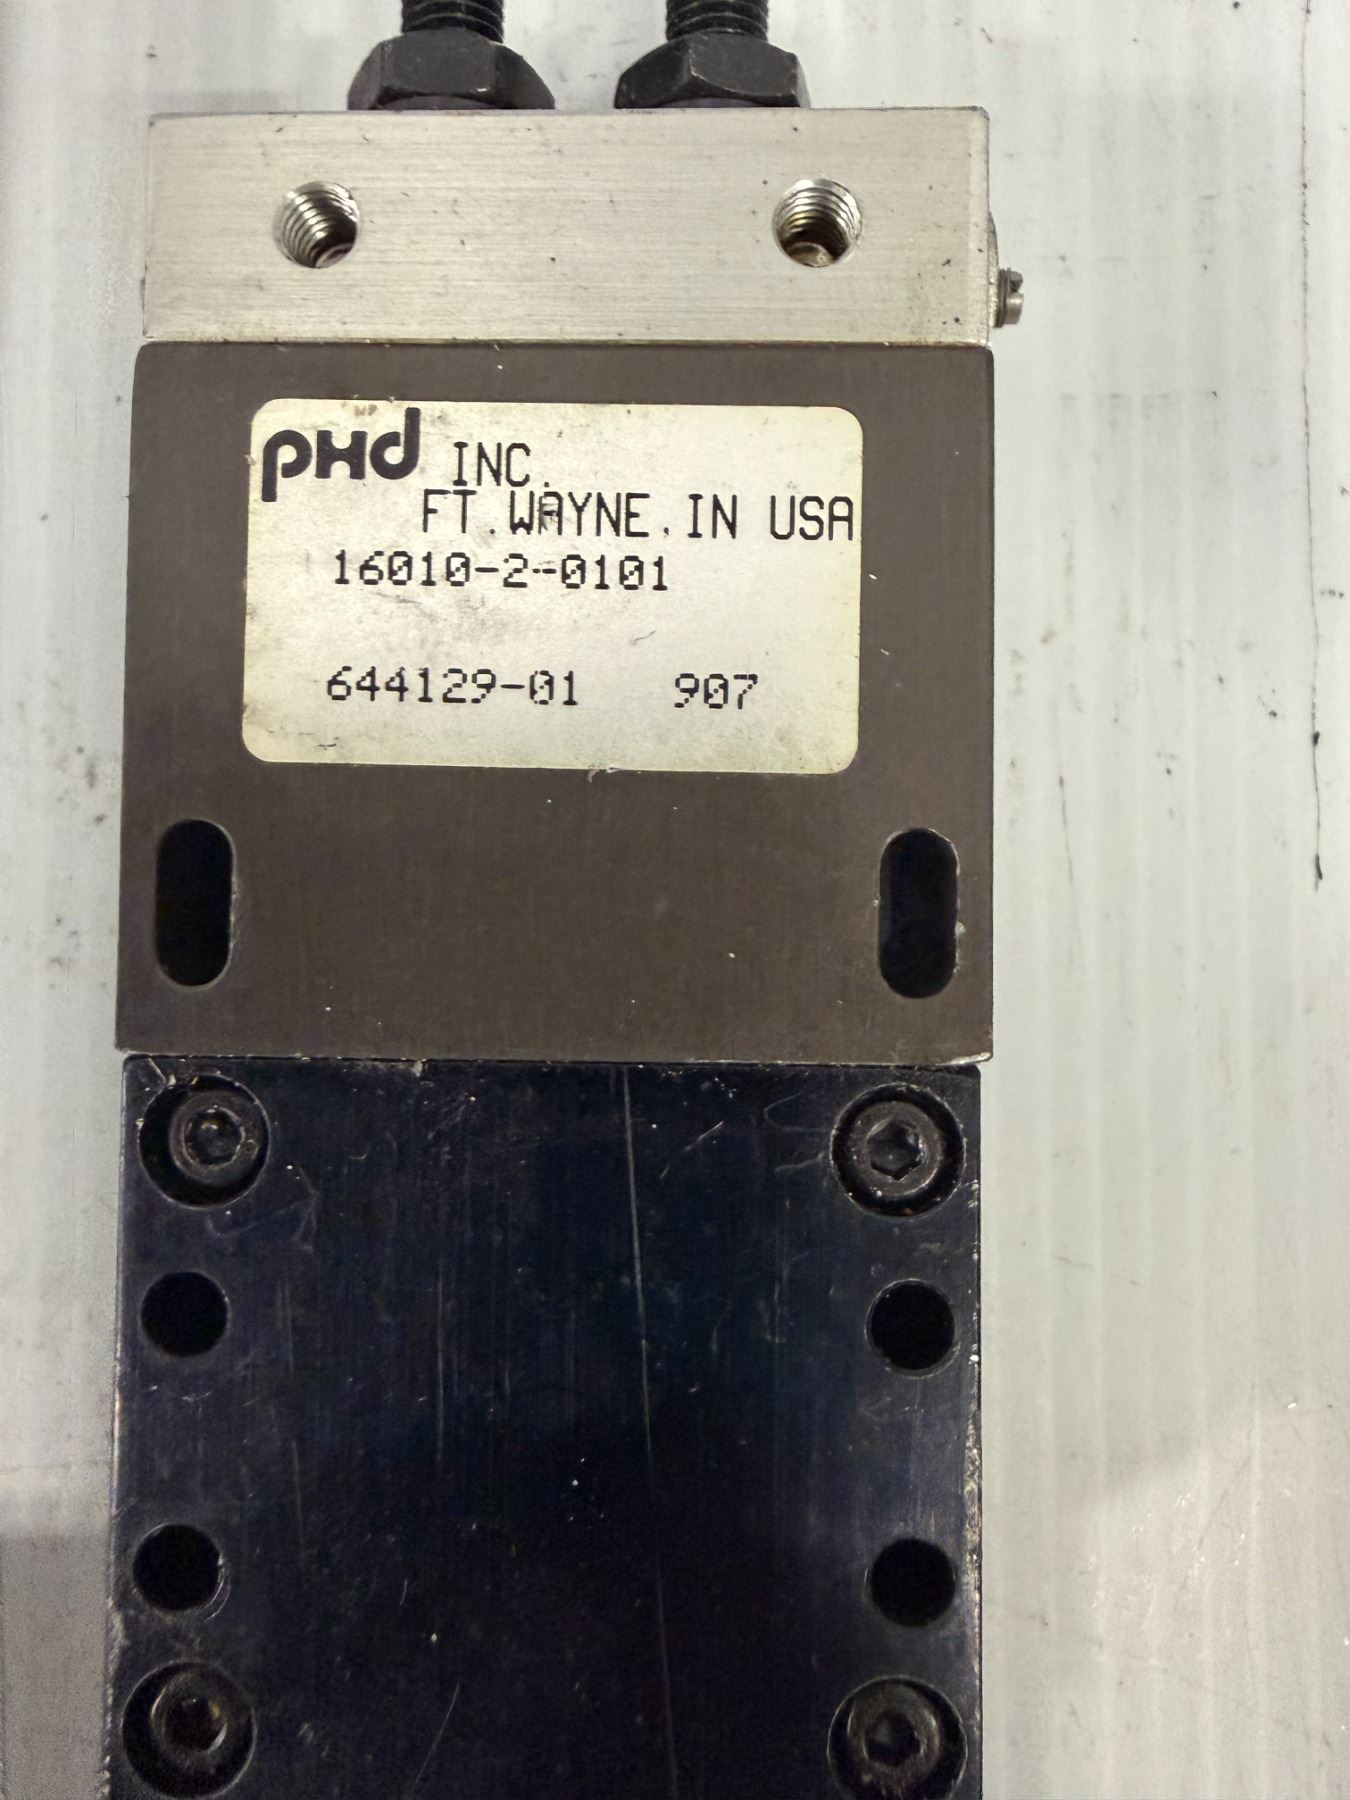 PHD INC.
FT. WAYNE, IN USA
16010-2-0101
644129-01 907